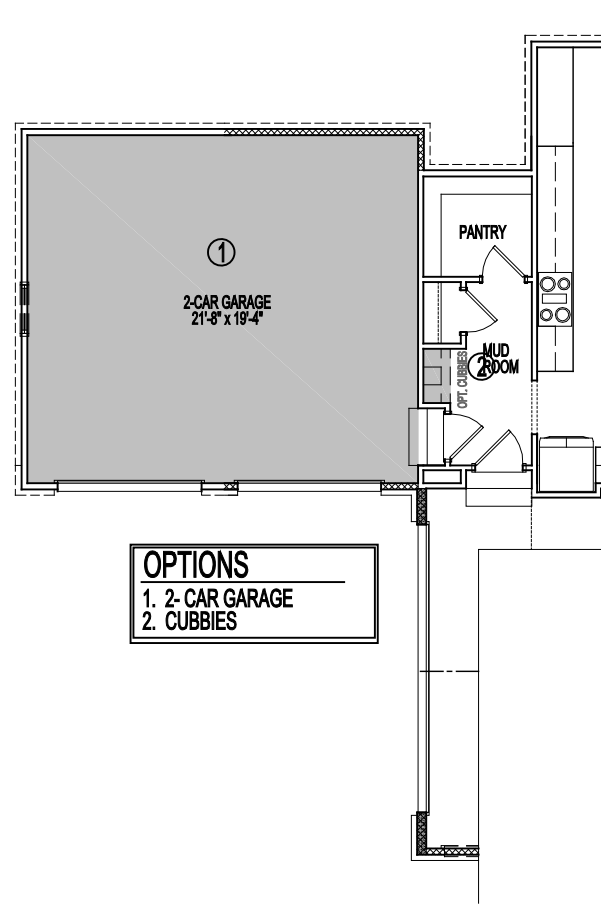 PANTRY
1
2-CAR GARAGE
21'-8" x 19'-4"
MUD
ROOM
2
OPT. CUBBIES
OPTIONS
1. 2- CAR GARAGE
2. CUBBIES